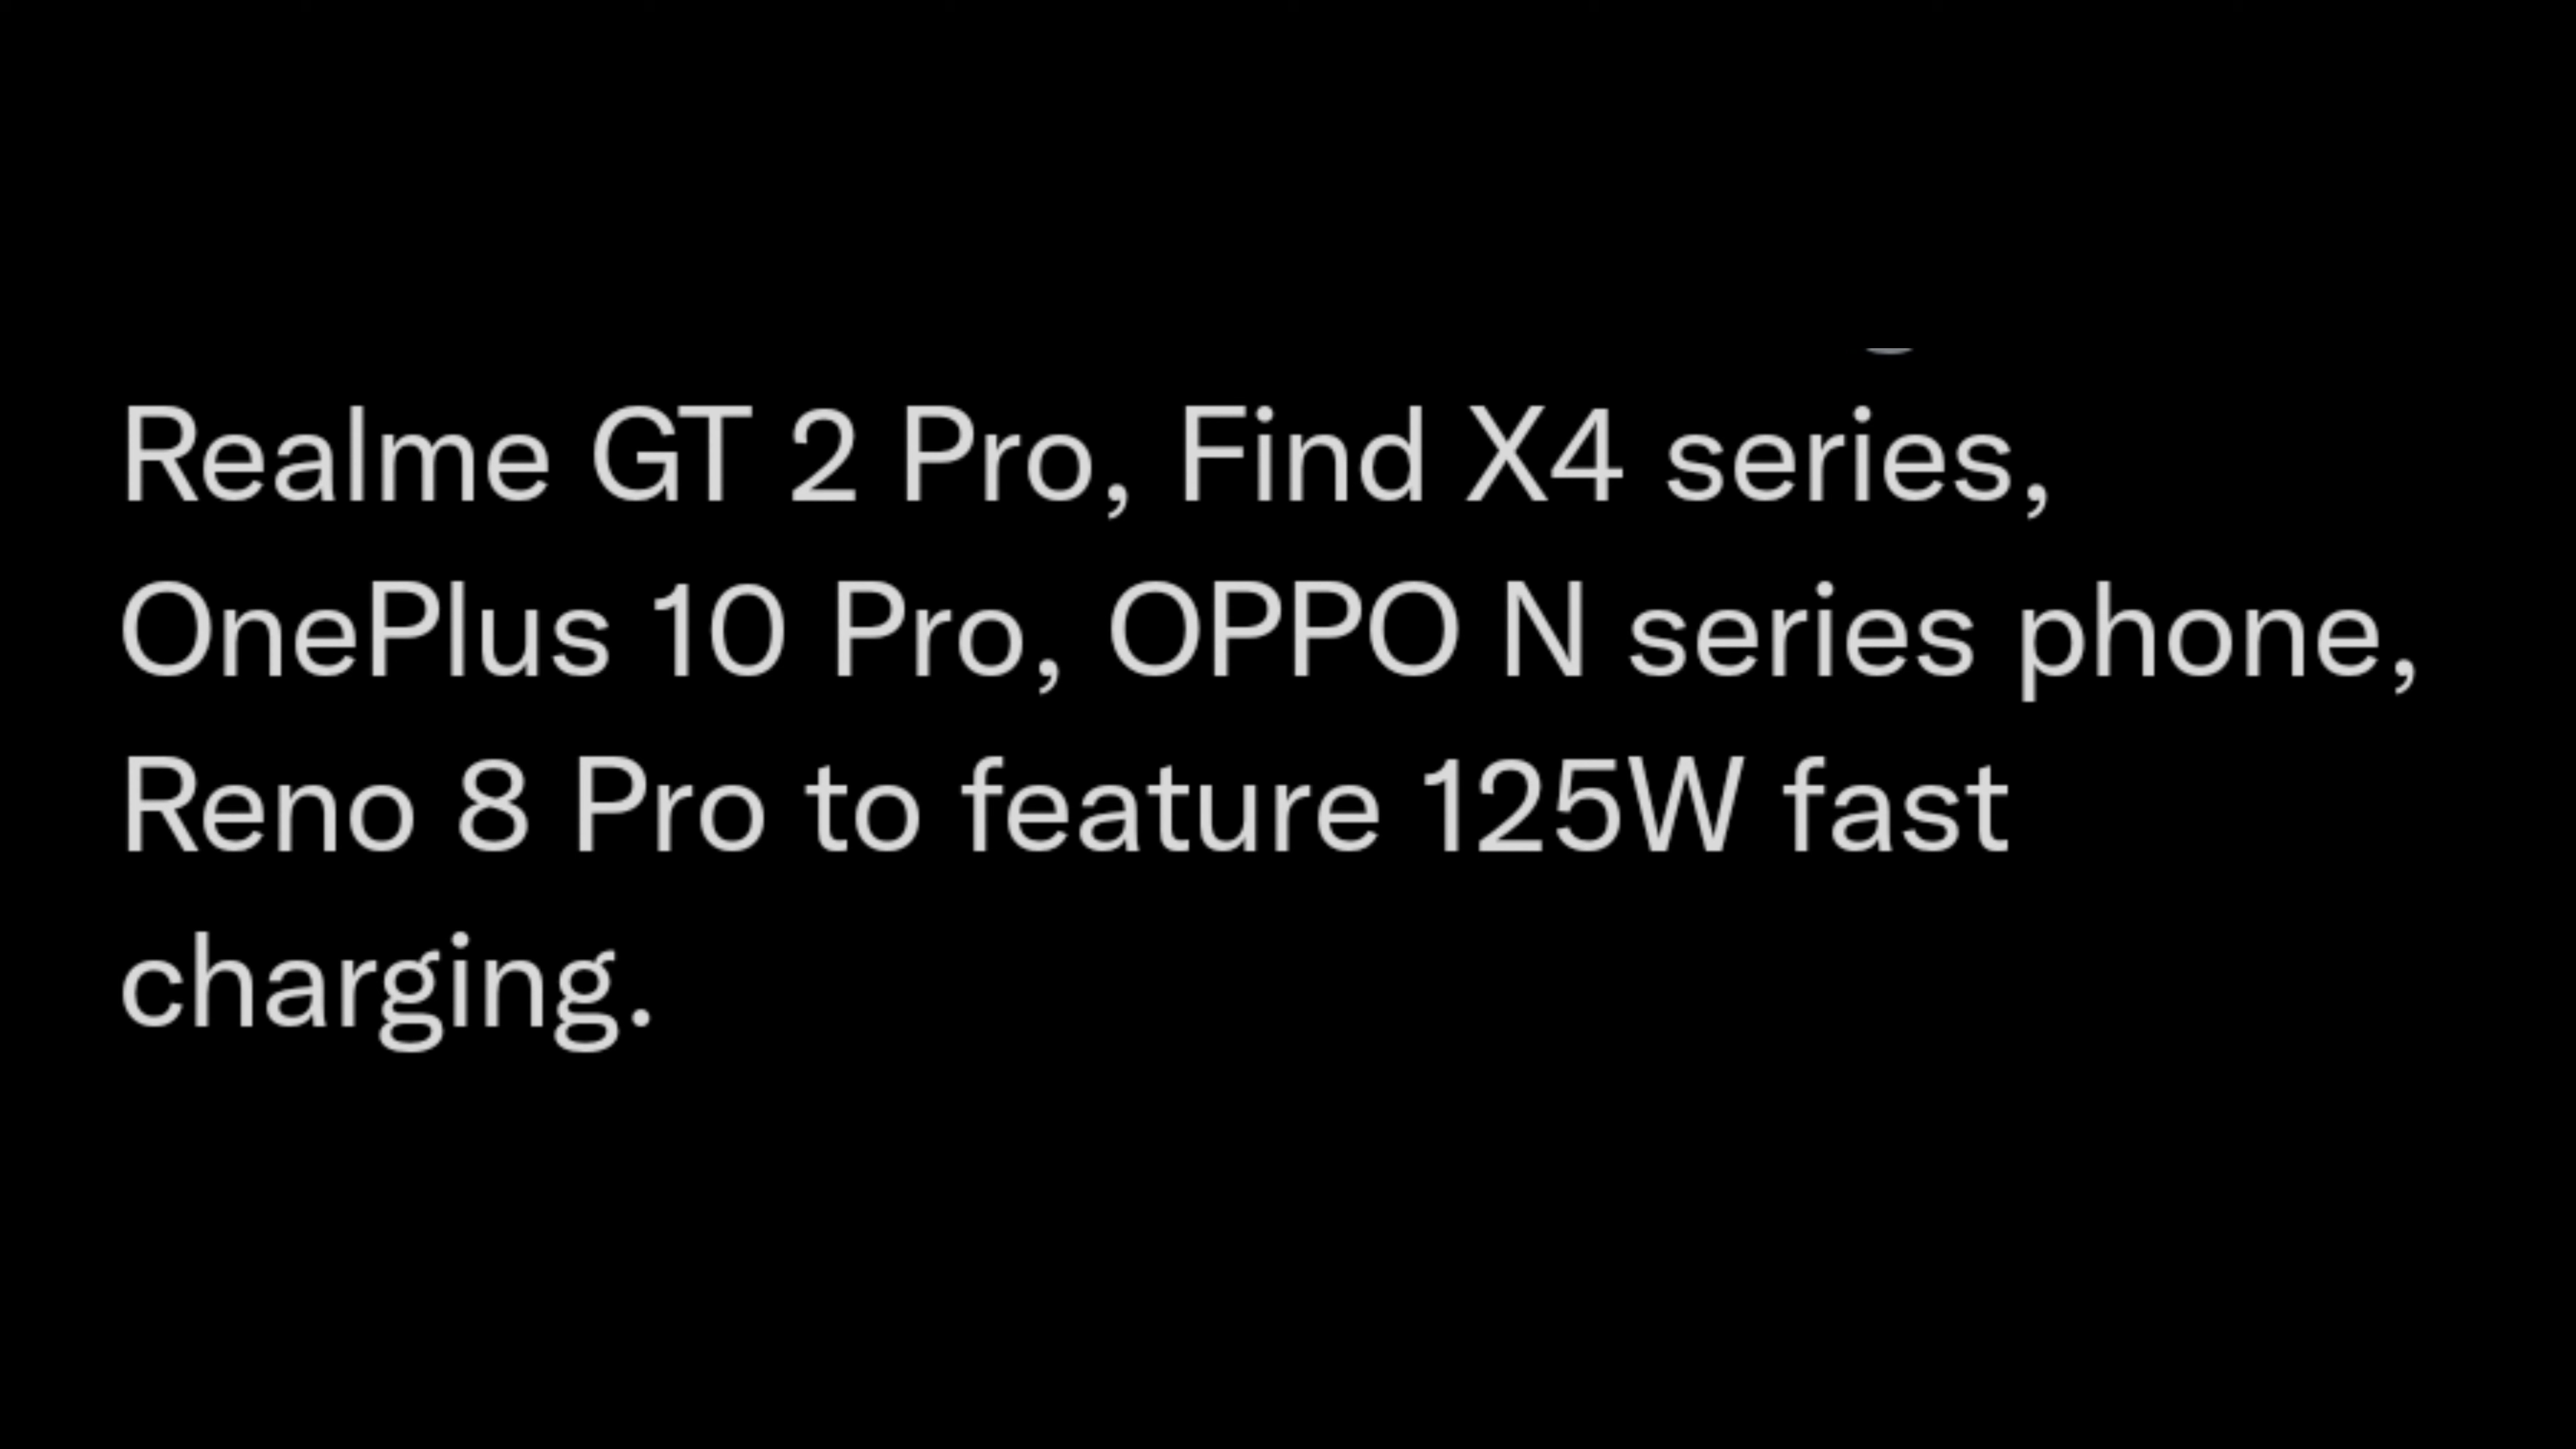 Realme GT 2 Pro, Find X4 series,
OnePlus 10 Pro, OPPO N series phone,
Reno 8 Pro to feature 125W fast
charging.